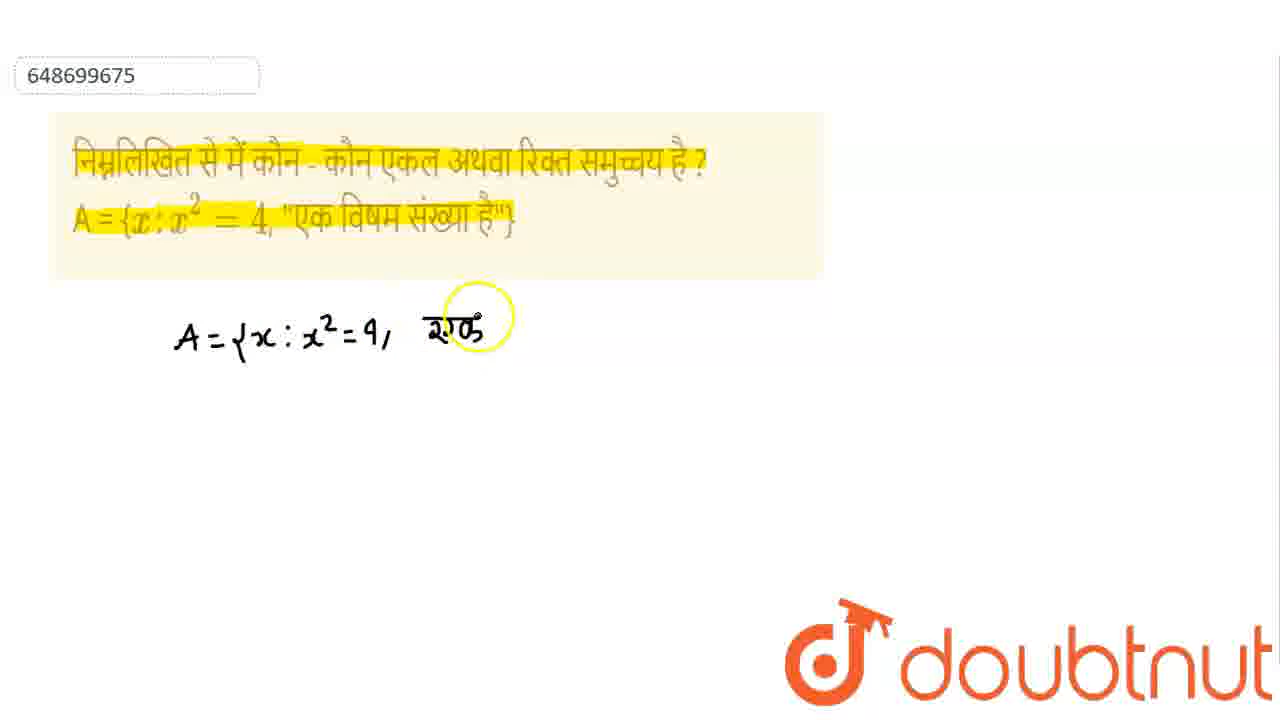 648699675
निम्नलिखित से में कौन - कौन एकल अथवा रिक्त समुच्चय है ?
A = {x : x² = 4, "एक विषम संख्या है"}
A = {x : x² = 4, एक
doubtnut